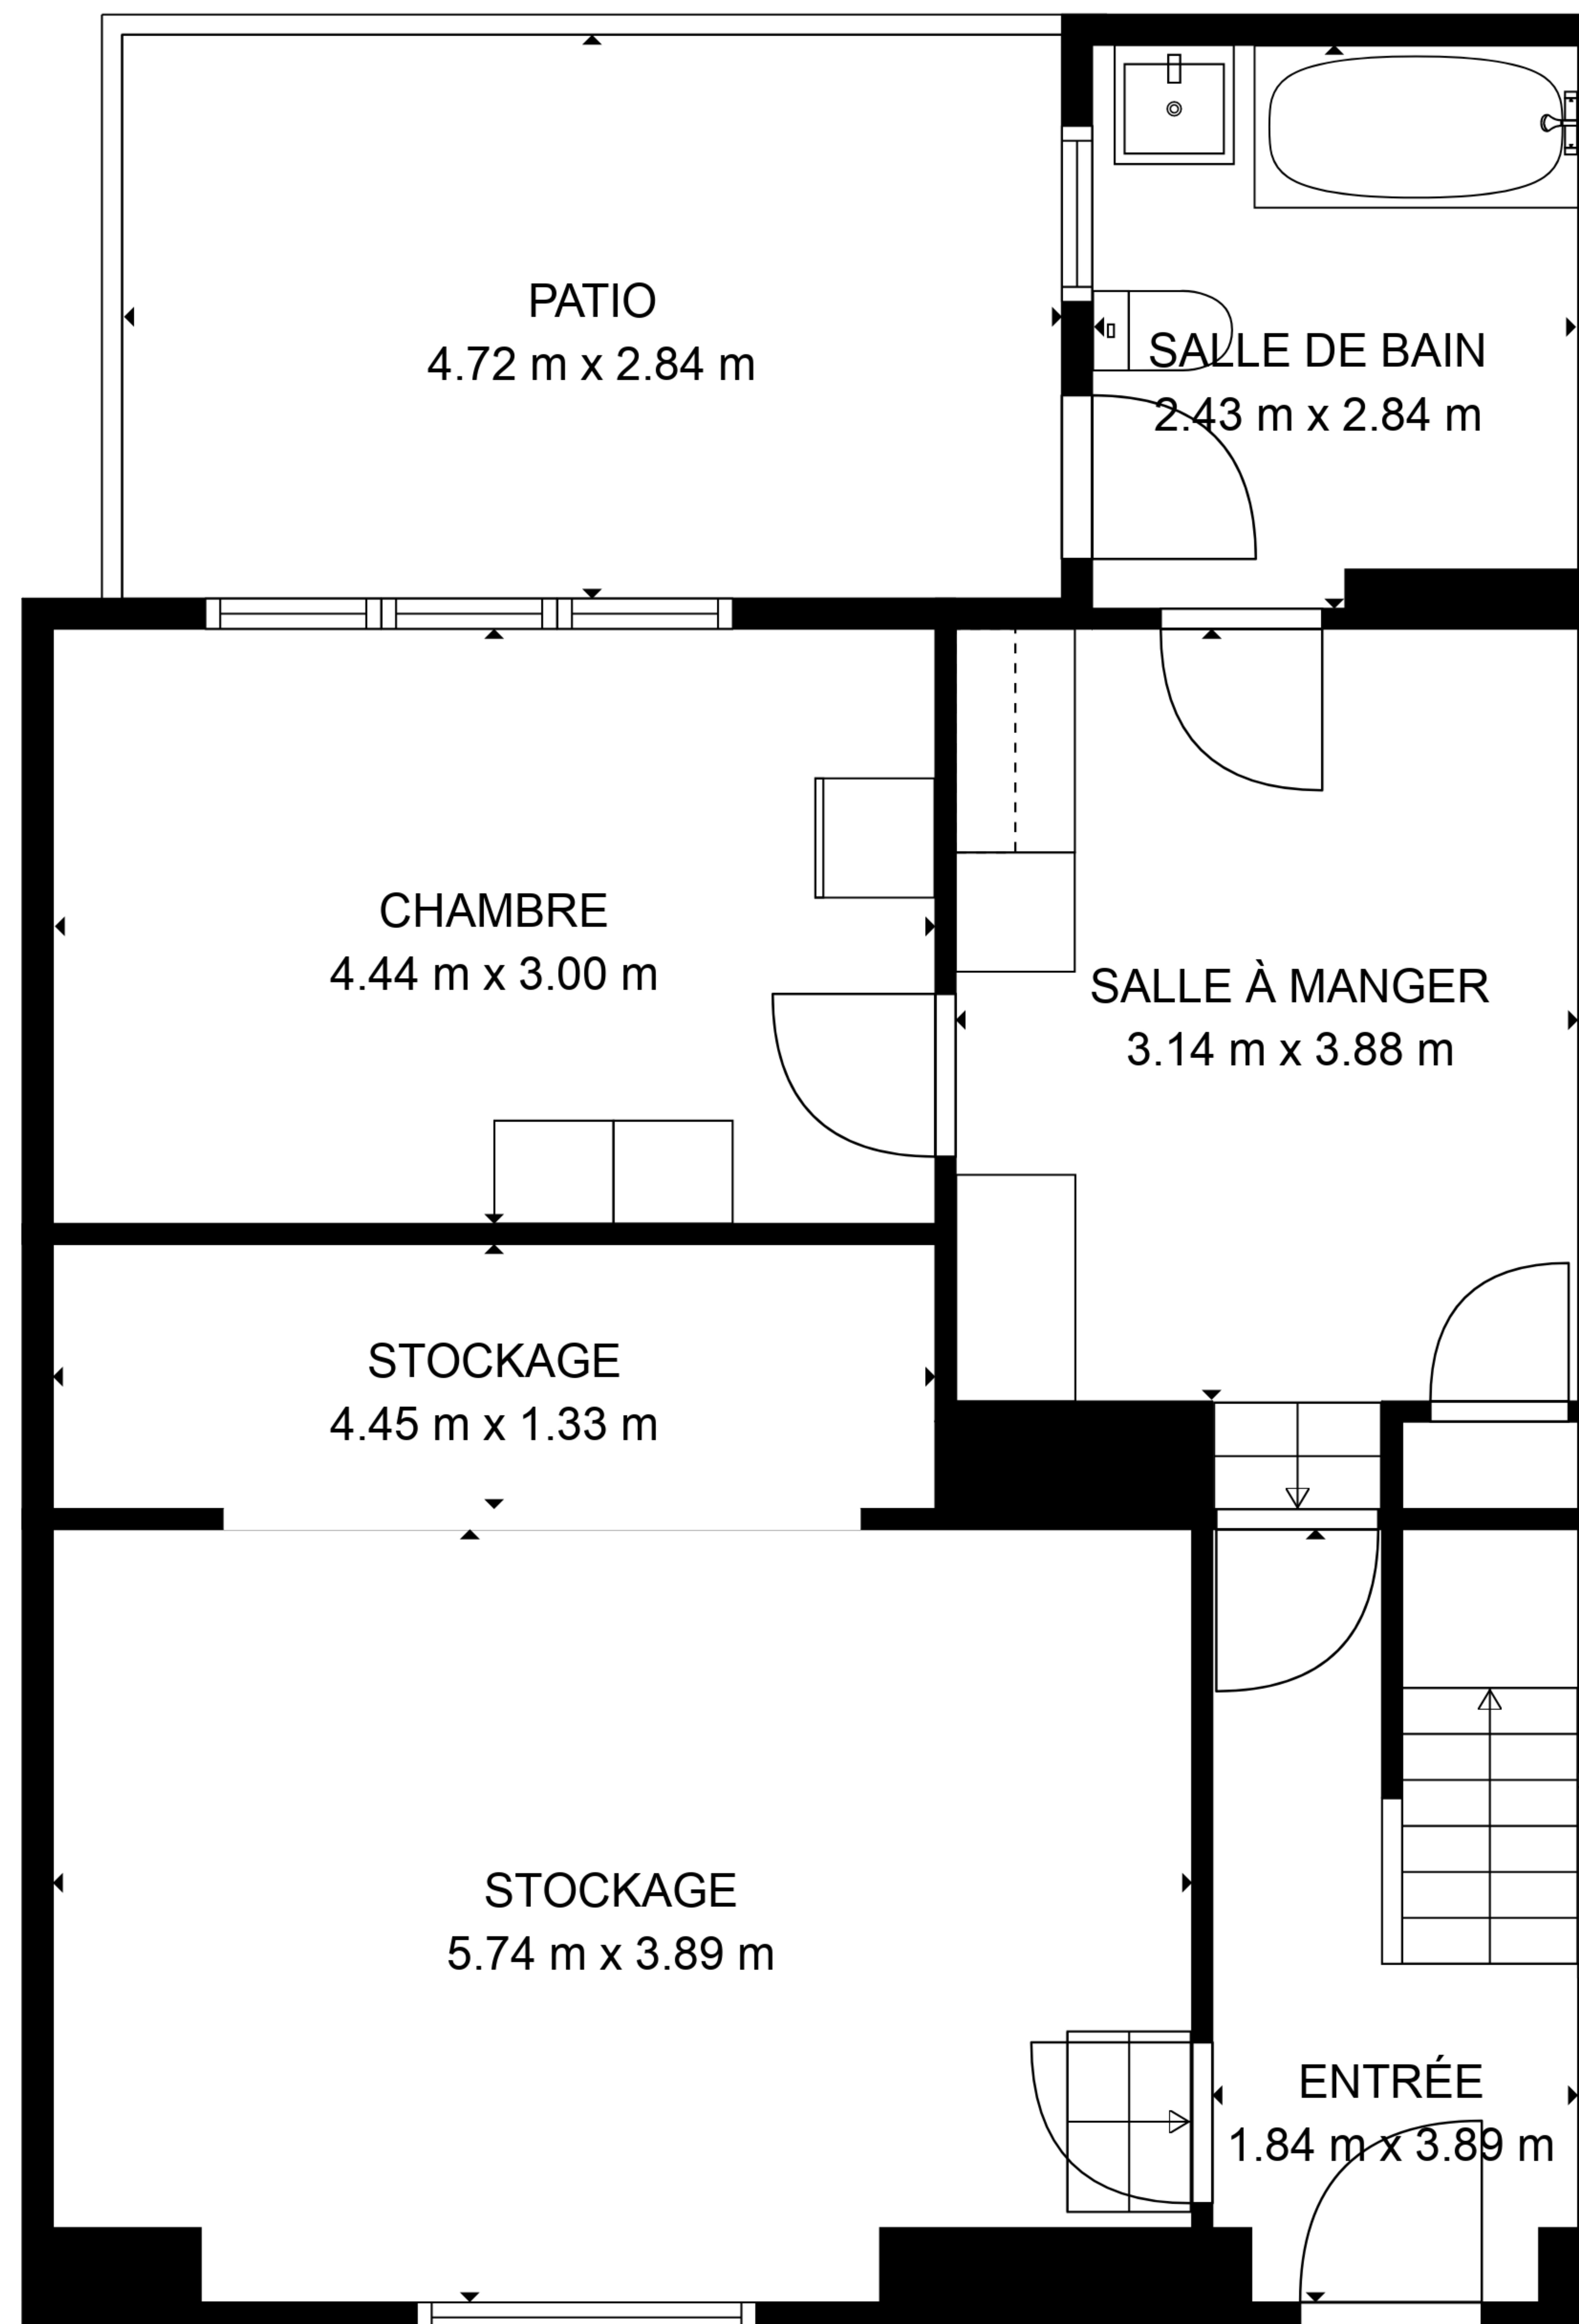 PATIO
4.72 m x 2.84 m
SALLE DE BAIN
2.43 m x 2.84 m
CHAMBRE
4.44 m x 3.00 m
SALLE À MANGER
3.14 m x 3.88 m
STOCKAGE
4.45 m x 1.33 m
STOCKAGE
5.74 m x 3.89 m
ENTRÉE
1.84 m x 3.89 m